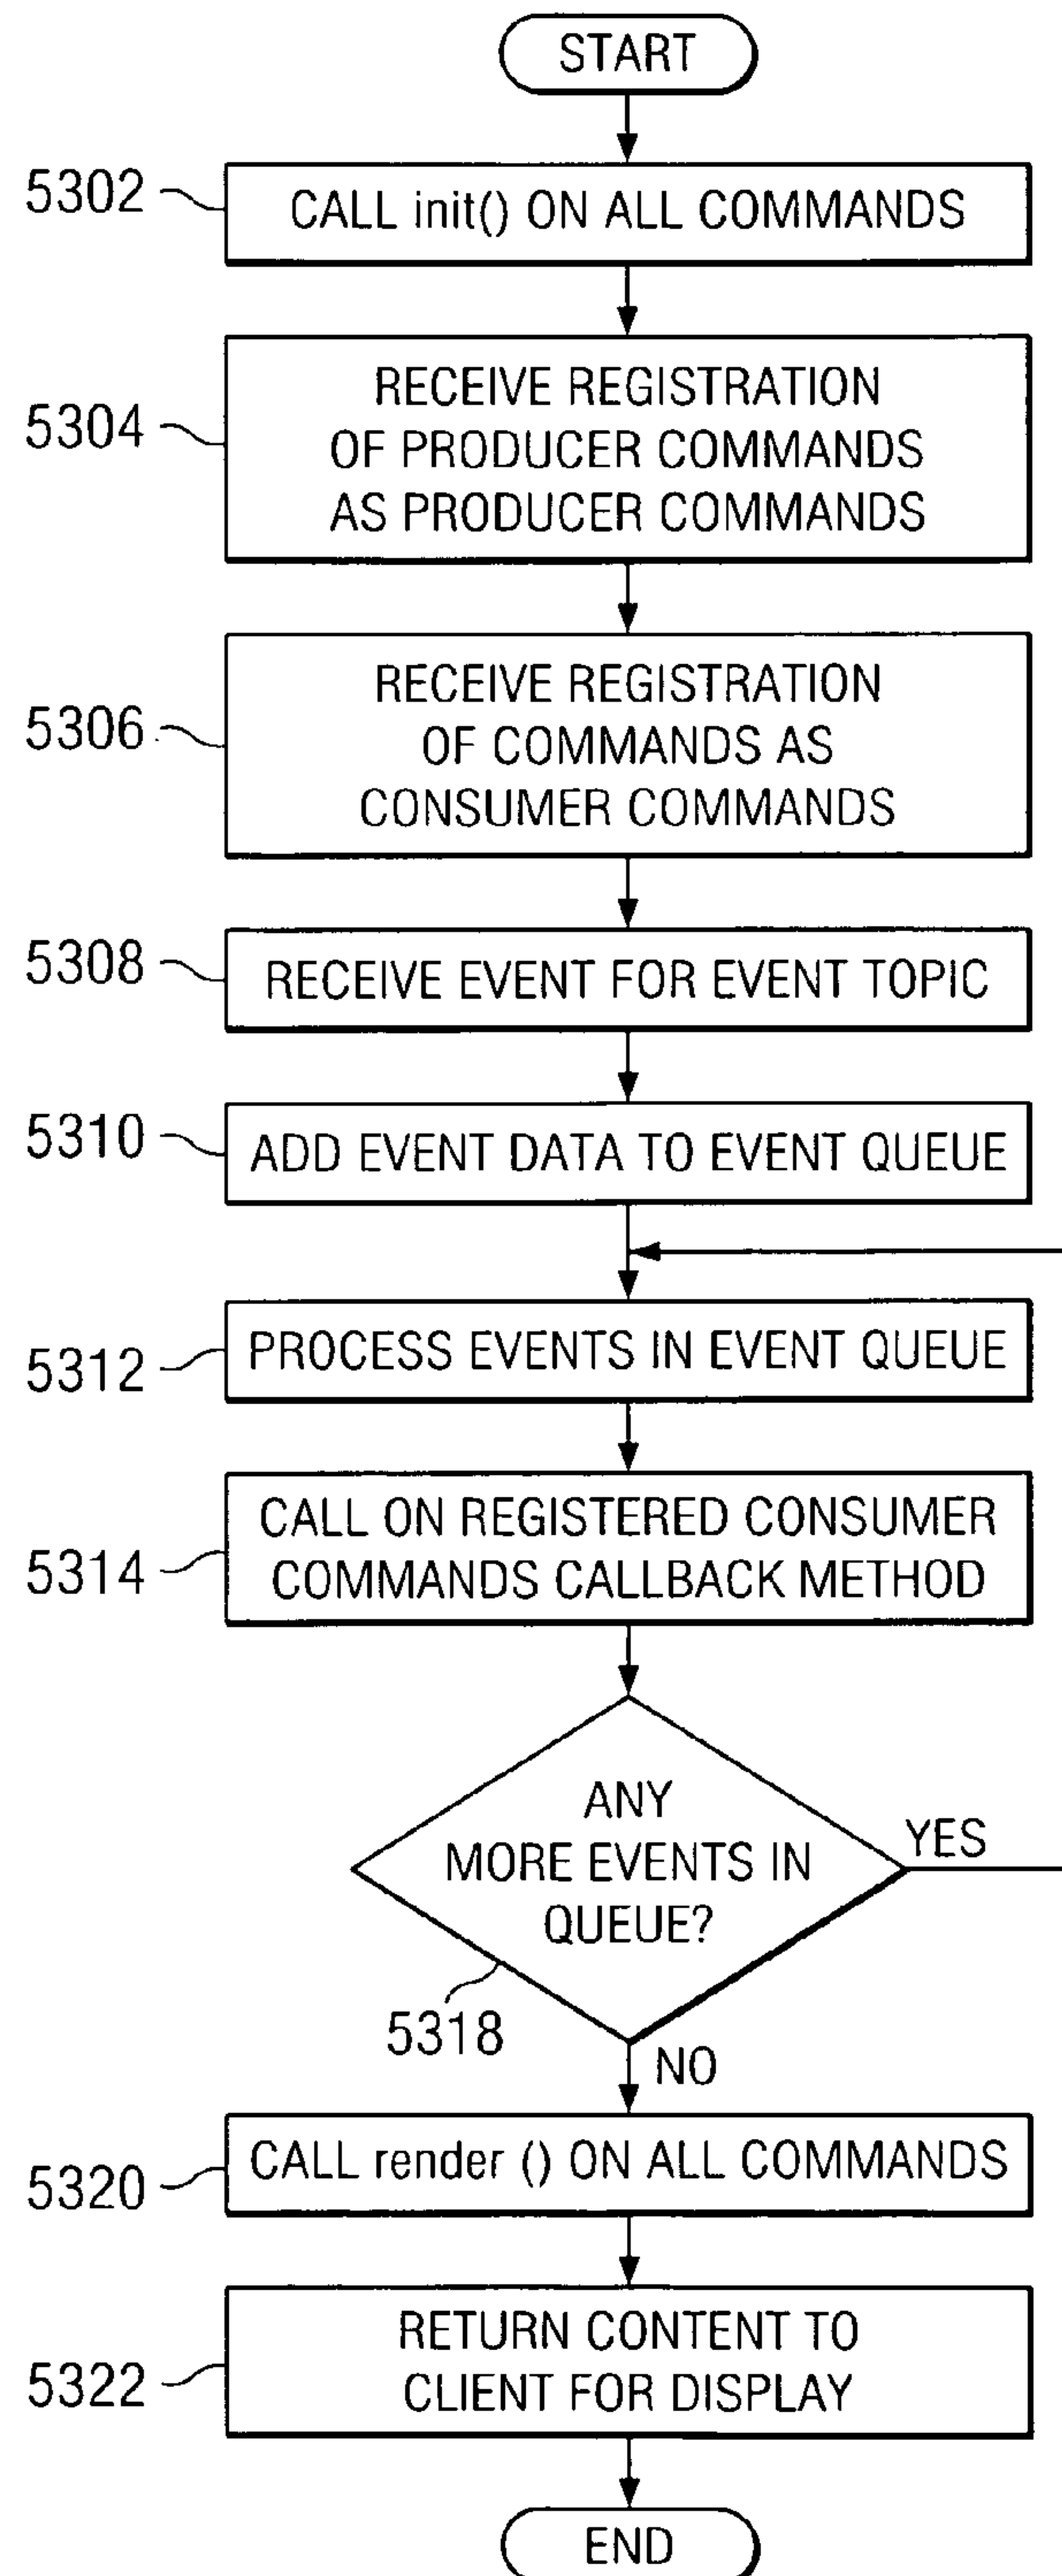 START
5302
CALL init() ON ALL COMMANDS
5304
RECEIVE REGISTRATION
OF PRODUCER COMMANDS
AS PRODUCER COMMANDS
5306
RECEIVE REGISTRATION
OF COMMANDS AS
CONSUMER COMMANDS
5308
RECEIVE EVENT FOR EVENT TOPIC
5310
ADD EVENT DATA TO EVENT QUEUE
5312
PROCESS EVENTS IN EVENT QUEUE
5314
CALL ON REGISTERED CONSUMER
COMMANDS CALLBACK METHOD
ANY
MORE EVENTS IN
QUEUE?
YES
5318
NO
5320
CALL render () ON ALL COMMANDS
5322
RETURN CONTENT TO
CLIENT FOR DISPLAY
END